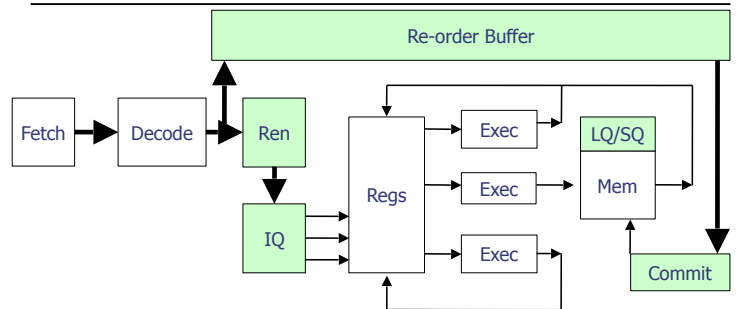 Re-order Buffer
Fetch
Decode
Ren
IQ
Regs
Exec
Exec
Exec
LQ/SQ
Mem
Commit